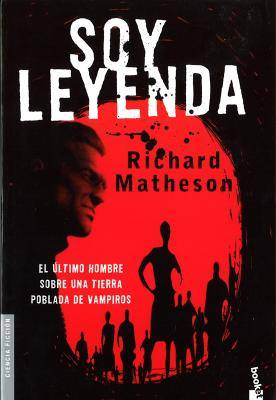 SOY
LEYENDA
Richard
Matheson
EL ÚLTIMO HOMBRE
SOBRE UNA TIERRA
POBLADA DE VAMPIROS
CIENCIA FICCIÓN
booket